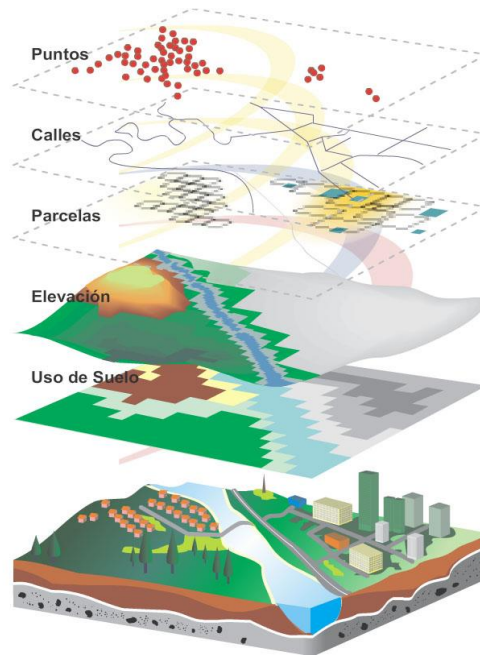 Puntos
Calles
Parcelas
Elevación
Uso de Suelo